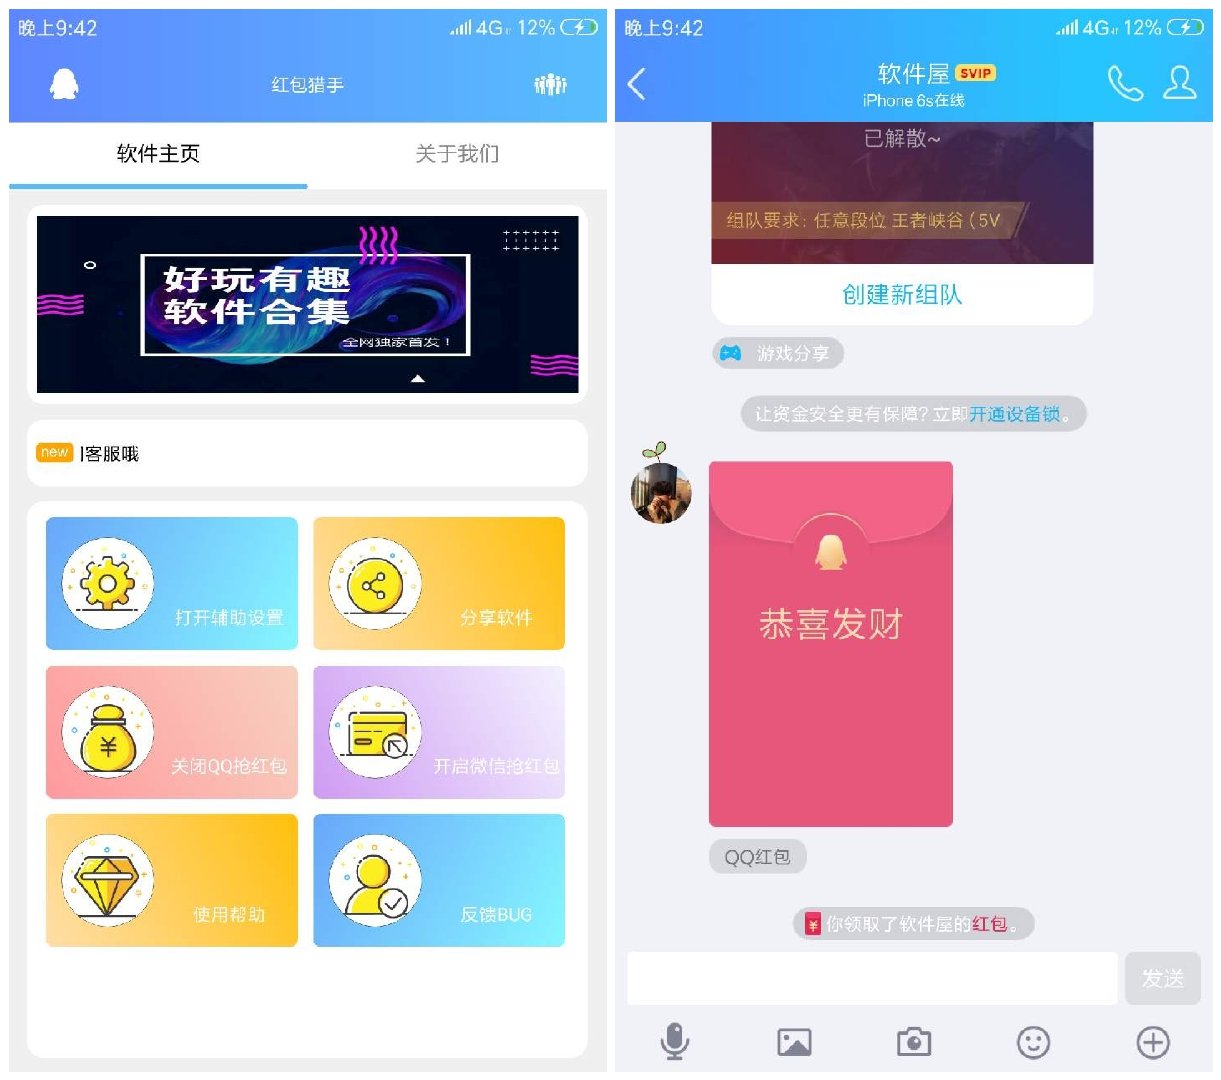 晚上9:42
4G 12%
红包猎手
软件主页
关于我们
好玩有趣
软件合集
全网独家首发！
new 客服哦
打开辅助设置
分享软件
关闭QQ抢红包
开启微信抢红包
使用帮助
反馈BUG
晚上9:42
4G 12%
软件屋 SVIP
iPhone 6s在线
已解散~
组队要求：任意段位 王者峡谷（5V
创建新组队
游戏分享
让资金安全更有保障? 立即开通设备锁。
恭喜发财
QQ红包
¥ 你领取了软件屋的红包。
发送